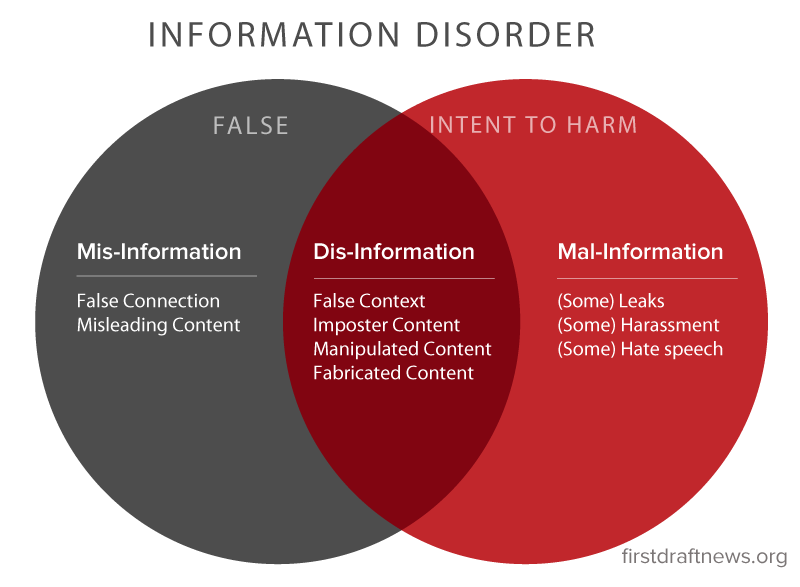 INFORMATION DISORDER
FALSE
INTENT TO HARM
Mis-Information
False Connection
Misleading Content
Dis-Information
False Context
Imposter Content
Manipulated Content
Fabricated Content
Mal-Information
(Some) Leaks
(Some) Harassment
(Some) Hate speech
firstdraftnews.org